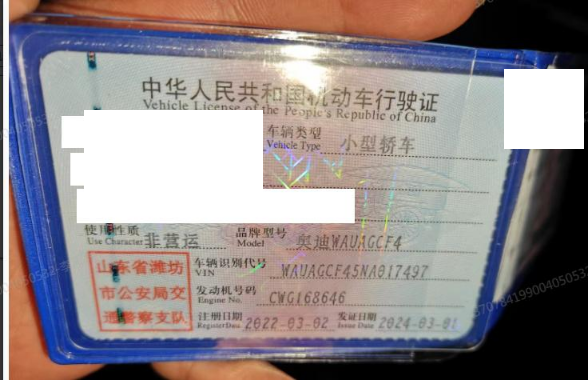 中华人民共和国机动车行驶证
Vehicle License of the People's Republic of China
车辆类型 小型轿车
Vehicle Type
使用性质 非营运 品牌型号 奥迪WAUAGCF4
Use Character Model
山东省潍坊市公安局交通警察支队
车辆识别代号 WAUAGCF45NA017497
VIN
发动机号码 CWG168646
Engine No.
注册日期 2022-03-02 发证日期 2024-03-01
Register Date Issue Date